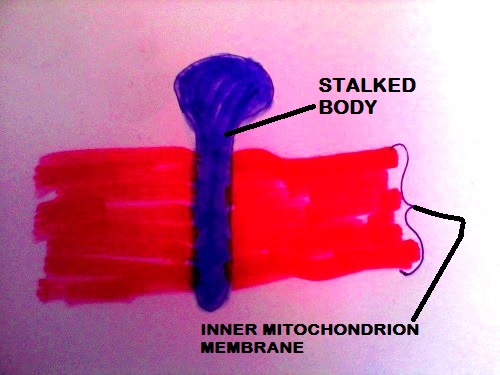 STALKED
BODY
INNER MITOCHONDRION
MEMBRANE